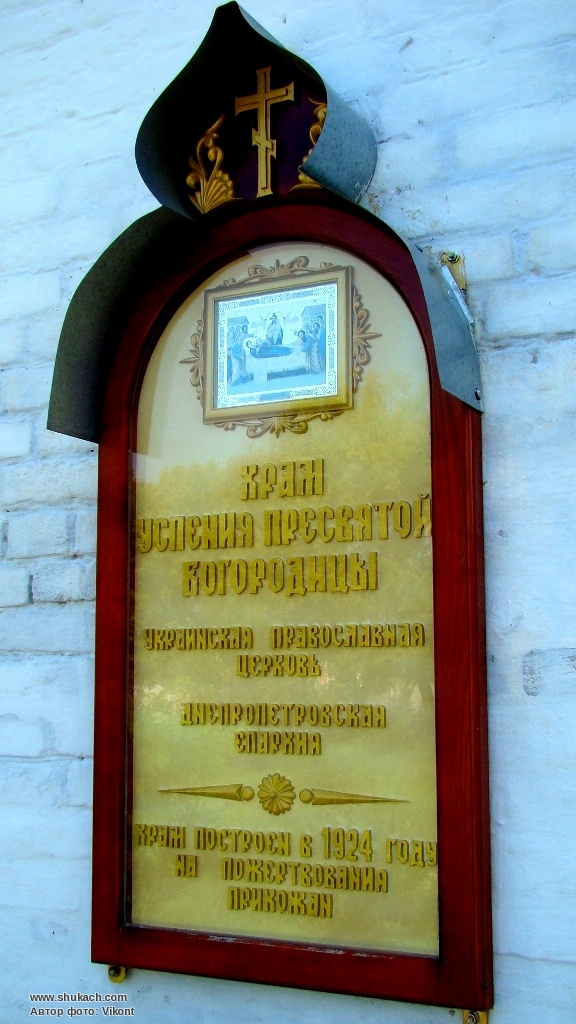 ХРАМ
УСПЕНИЯ ПРЕСВЯТОЙ
БОГОРОДИЦЫ
УКРАИНСКАЯ ПРАВОСЛАВНАЯ
ЦЕРКОВЬ
ДНЕПРОПЕТРОВСКАЯ
ЕПАРХИЯ
ХРАМ ПОСТРОЕН В 1924 ГОДУ
НА ПОЖЕРТВОВАНИЯ
ПРИХОЖАН
www.shukach.com
Автор фото: Vikont